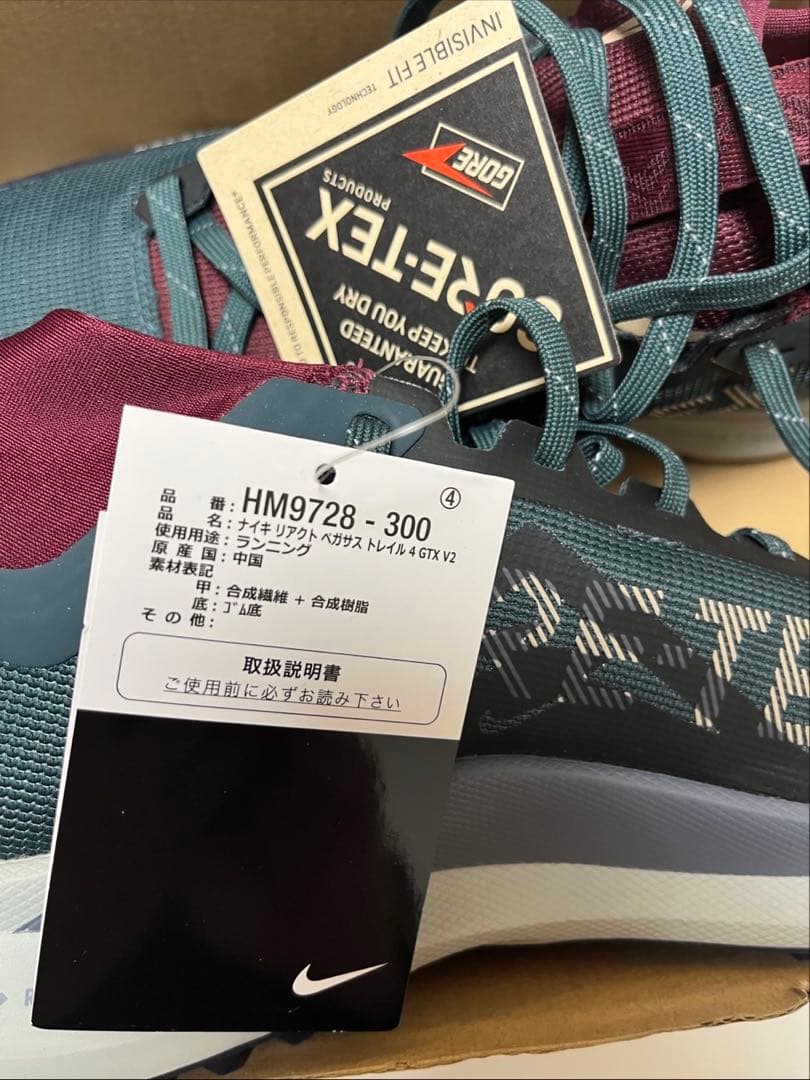 INVISIBLE FIT
TECHNOLOGY
GORE
GORE-TEX
PRODUCTS
GUARANTEED
TO KEEP YOU DRY
TO RESPONSIBLE PERFORMANCE
④
品 番: HM9728 - 300
品 名: ナイキ リアクト ペガサス トレイル 4 GTX V2
使用用途: ランニング
原 産 国: 中国
素材表記
甲: 合成繊維 + 合成樹脂
底: ゴム底
そ の 他:
取扱説明書
ご使用前に必ずお読み下さい
R